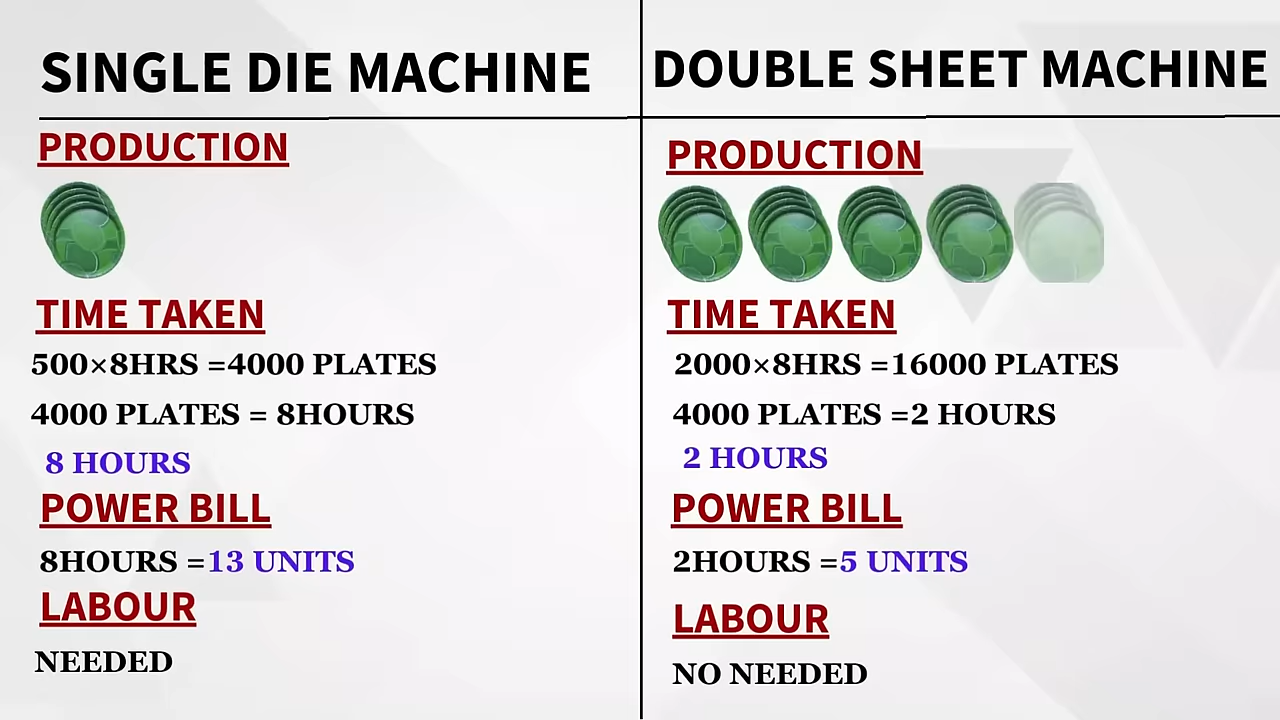 SINGLE DIE MACHINE
PRODUCTION
TIME TAKEN
500×8HRS =4000 PLATES
4000 PLATES = 8HOURS
8 HOURS
POWER BILL
8HOURS =13 UNITS
LABOUR
NEEDED
DOUBLE SHEET MACHINE
PRODUCTION
TIME TAKEN
2000×8HRS =16000 PLATES
4000 PLATES =2 HOURS
2 HOURS
POWER BILL
2HOURS =5 UNITS
LABOUR
NO NEEDED